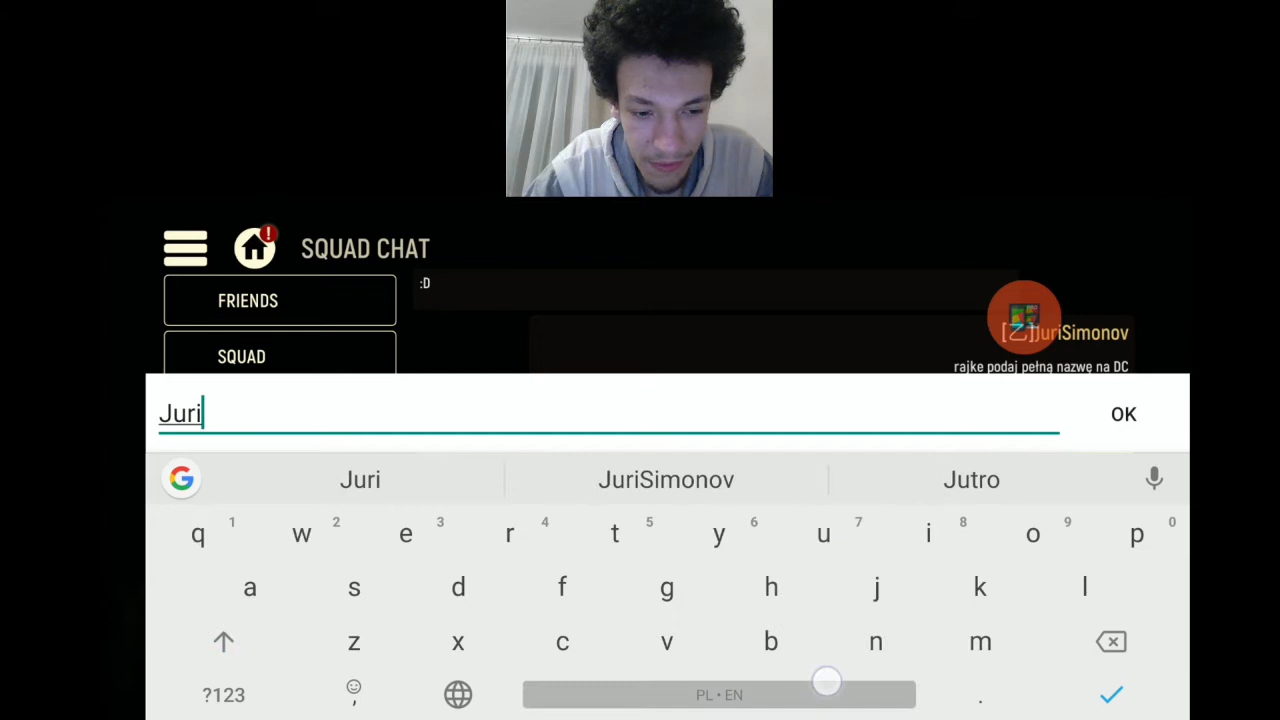 !
SQUAD CHAT
FRIENDS
:D
SQUAD
[乙]JuriSimonov
rajke podaj pełną nazwę na DC
Juri
OK
Juri JuriSimonov Jutro
q 1 w 2 e 3 r 4 t 5 y 6 u 7 i 8 o 9 p 0
a s d f g h j k l
z x c v b n m
?123 , PL • EN .